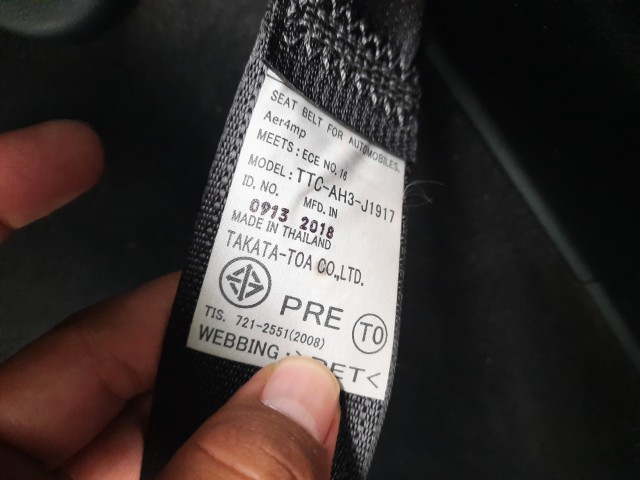 SEAT BELT FOR AUTOMOBILES.
Aer4mp
MEETS: ECE NO. 16
MODEL: TTC-AH3-J1917
ID. NO. MFD. IN
0913 2018
MADE IN THAILAND
TAKATA-TOA CO., LTD.
PRE TO
TIS. 721-2551(2008)
WEBBING :>PET<